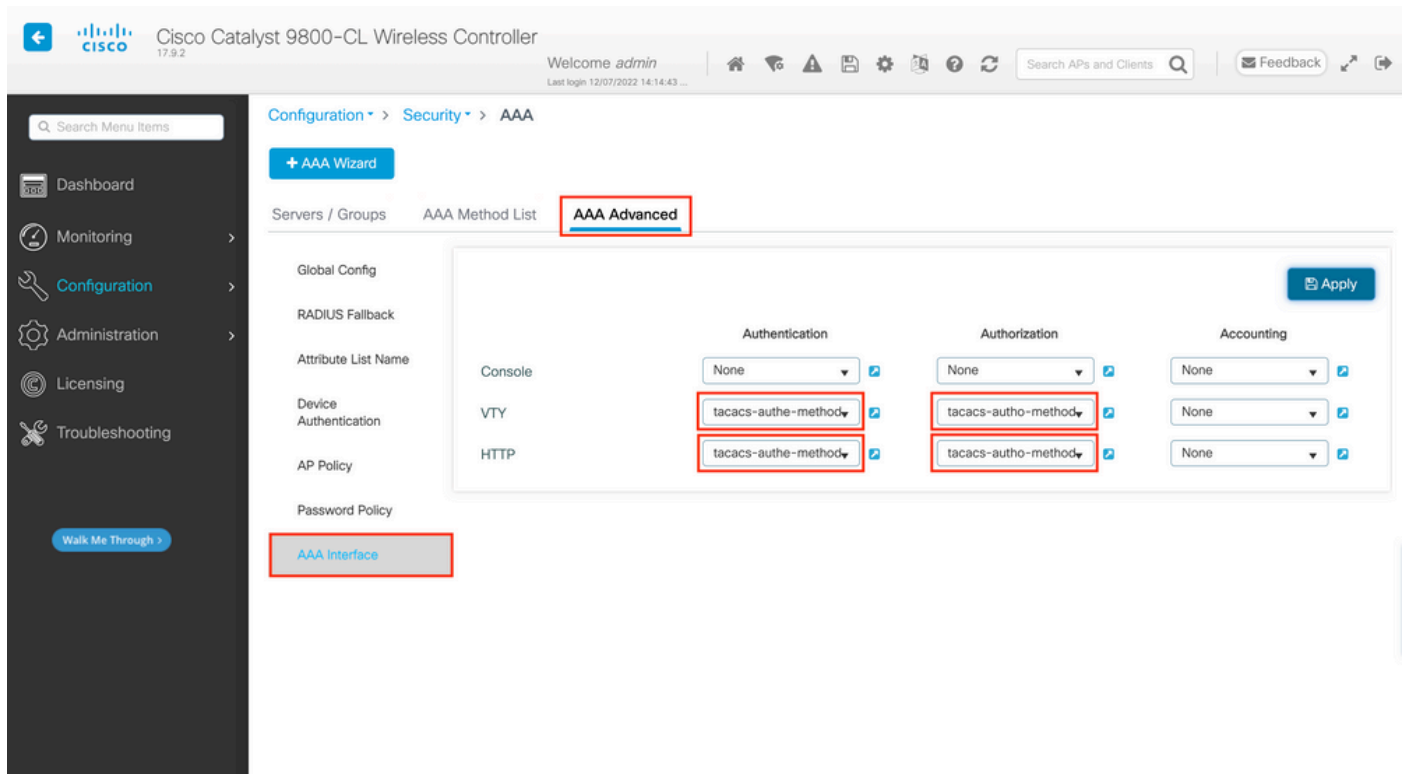 CISCO
Cisco Catalyst 9800-CL Wireless Controller
17.9.2
Welcome admin
Last login 12/07/2022 14:14:43 ...
Search APs and Clients
Feedback
Search Menu Items
Dashboard
Monitoring
Configuration
Administration
Licensing
Troubleshooting
Walk Me Through >
Configuration > Security > AAA
+ AAA Wizard
Servers / Groups AAA Method List AAA Advanced
Global Config
RADIUS Fallback
Attribute List Name
Device
Authentication
AP Policy
Password Policy
AAA Interface
Apply
Authentication Authorization Accounting
Console None None None
VTY tacacs-authe-method tacacs-autho-method None
HTTP tacacs-authe-method tacacs-autho-method None